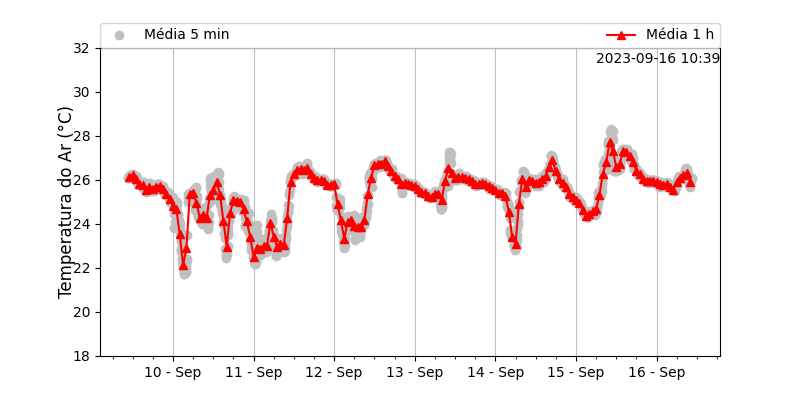 Média 5 min
Média 1 h
2023-09-16 10:39
Temperatura do Ar (°C)
32
30
28
26
24
22
20
18
10 - Sep
11 - Sep
12 - Sep
13 - Sep
14 - Sep
15 - Sep
16 - Sep